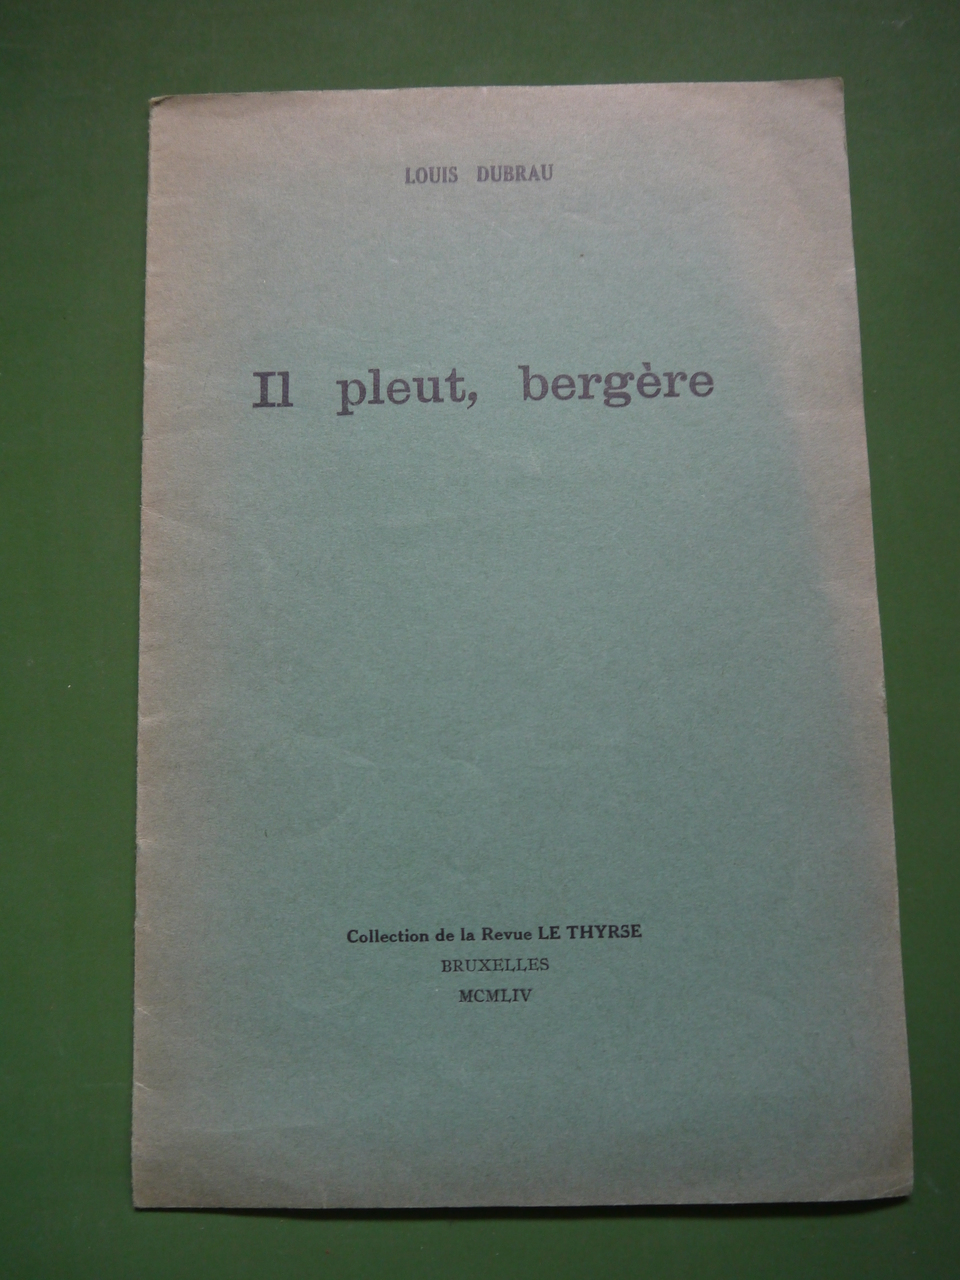 LOUIS DUBRAU
Il pleut, bergère
Collection de la Revue LE THYRSE
BRUXELLES
MCMLIV